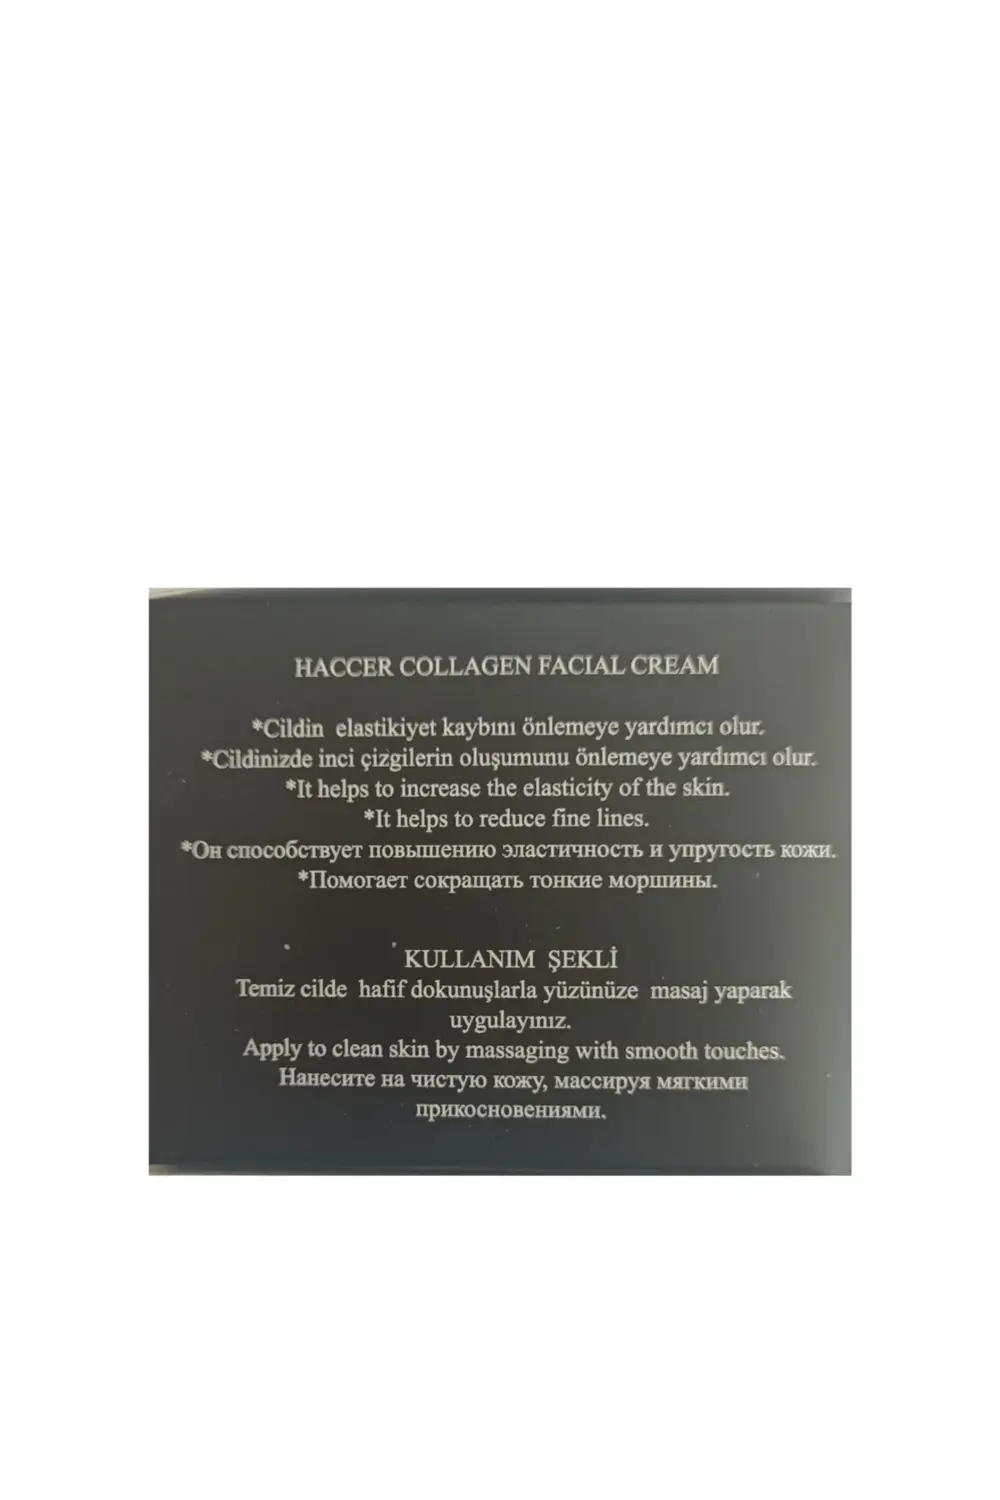 HACCER COLLAGEN FACIAL CREAM
*Cildin elastikiyet kaybını önlemeye yardımcı olur.
*Cildinizde inci çizgilerin oluşumunu önlemeye yardımcı olur.
*It helps to increase the elasticity of the skin.
*It helps to reduce fine lines.
*Он способствует повышению эластичность и упругость кожи.
*Помогает сокращать тонкие моршины.
KULLANIM ŞEKLİ
Temiz cilde hafif dokunuşlarla yüzünüze masaj yaparak
uygulayınız.
Apply to clean skin by massaging with smooth touches.
Нанесите на чистую кожу, массируя мягкими
прикосновениями.